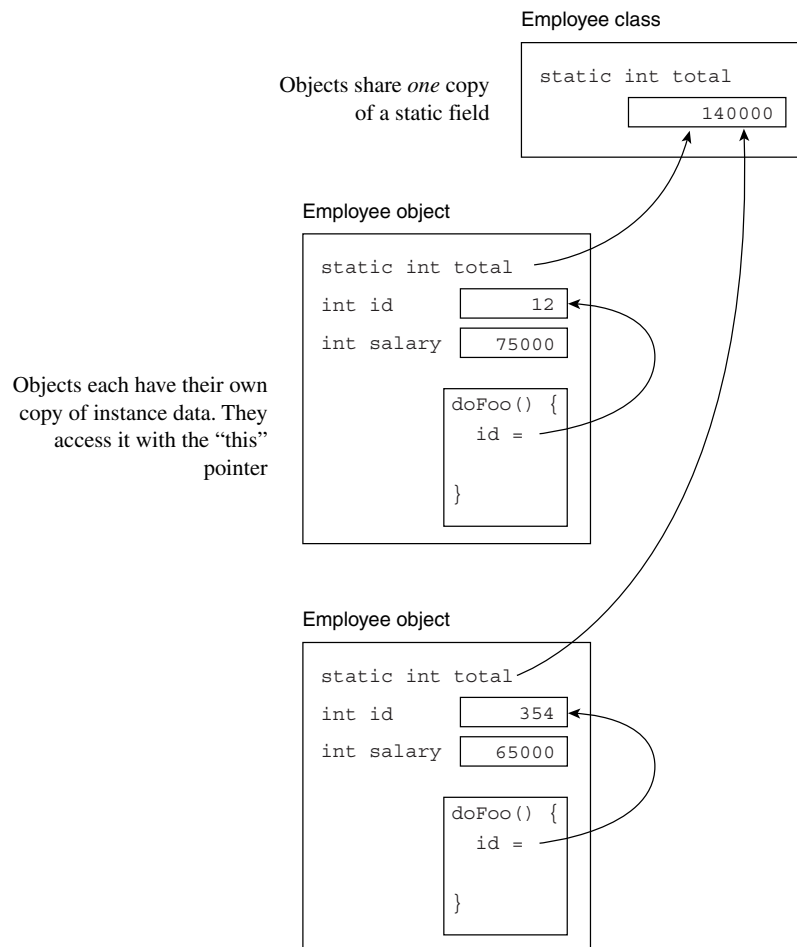 Employee class
Objects share one copy
of a static field
static int total
140000
Employee object
static int total
int id 12
int salary 75000
Objects each have their own
copy of instance data. They
access it with the “this”
pointer
doFoo() {
id =
}
Employee object
static int total
int id 354
int salary 65000
doFoo() {
id =
}